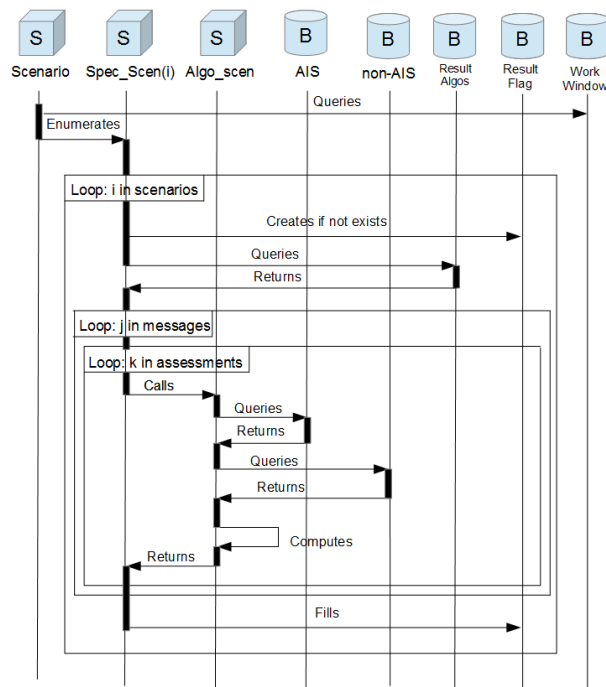 S S S B B B B B
Scenario Spec_Scen(i) Algo_scen AIS non-AIS Result Algos Result Flag Work Window
Queries
Enumerates
Loop: i in scenarios
Creates if not exists
Queries
Returns
Loop: j in messages
Loop: k in assessments
Calls
Queries
Returns
Queries
Returns
Computes
Returns
Fills